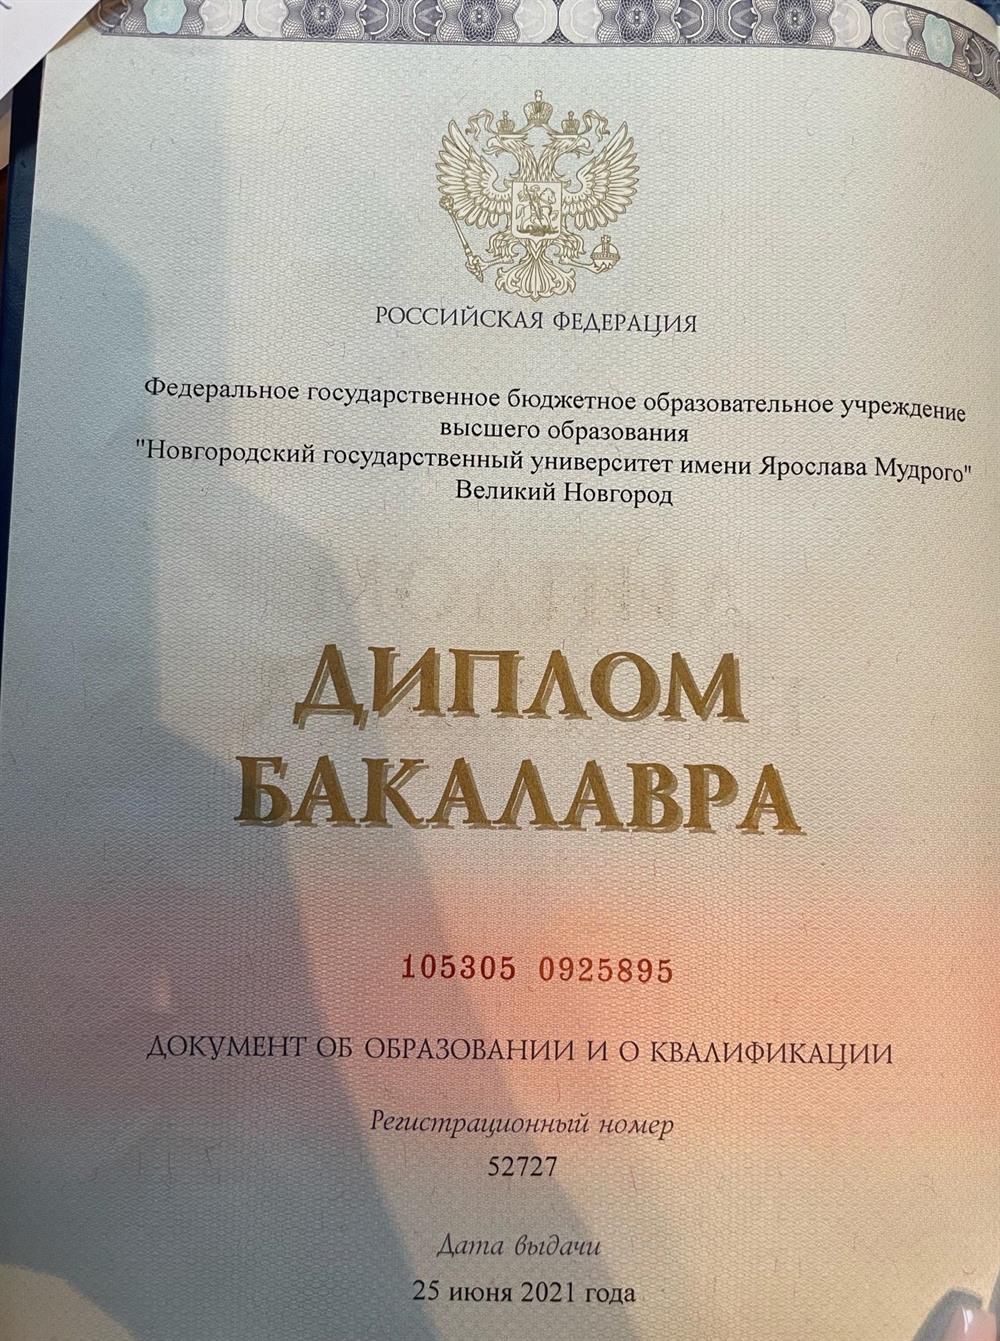 РОССИЙСКАЯ ФЕДЕРАЦИЯ
Федеральное государственное бюджетное образовательное учреждение
высшего образования
"Новгородский государственный университет имени Ярослава Мудрого"
Великий Новгород
ДИПЛОМ
БАКАЛАВРА
105305 0925895
ДОКУМЕНТ ОБ ОБРАЗОВАНИИ И О КВАЛИФИКАЦИИ
Регистрационный номер
52727
Дата выдачи
25 июня 2021 года